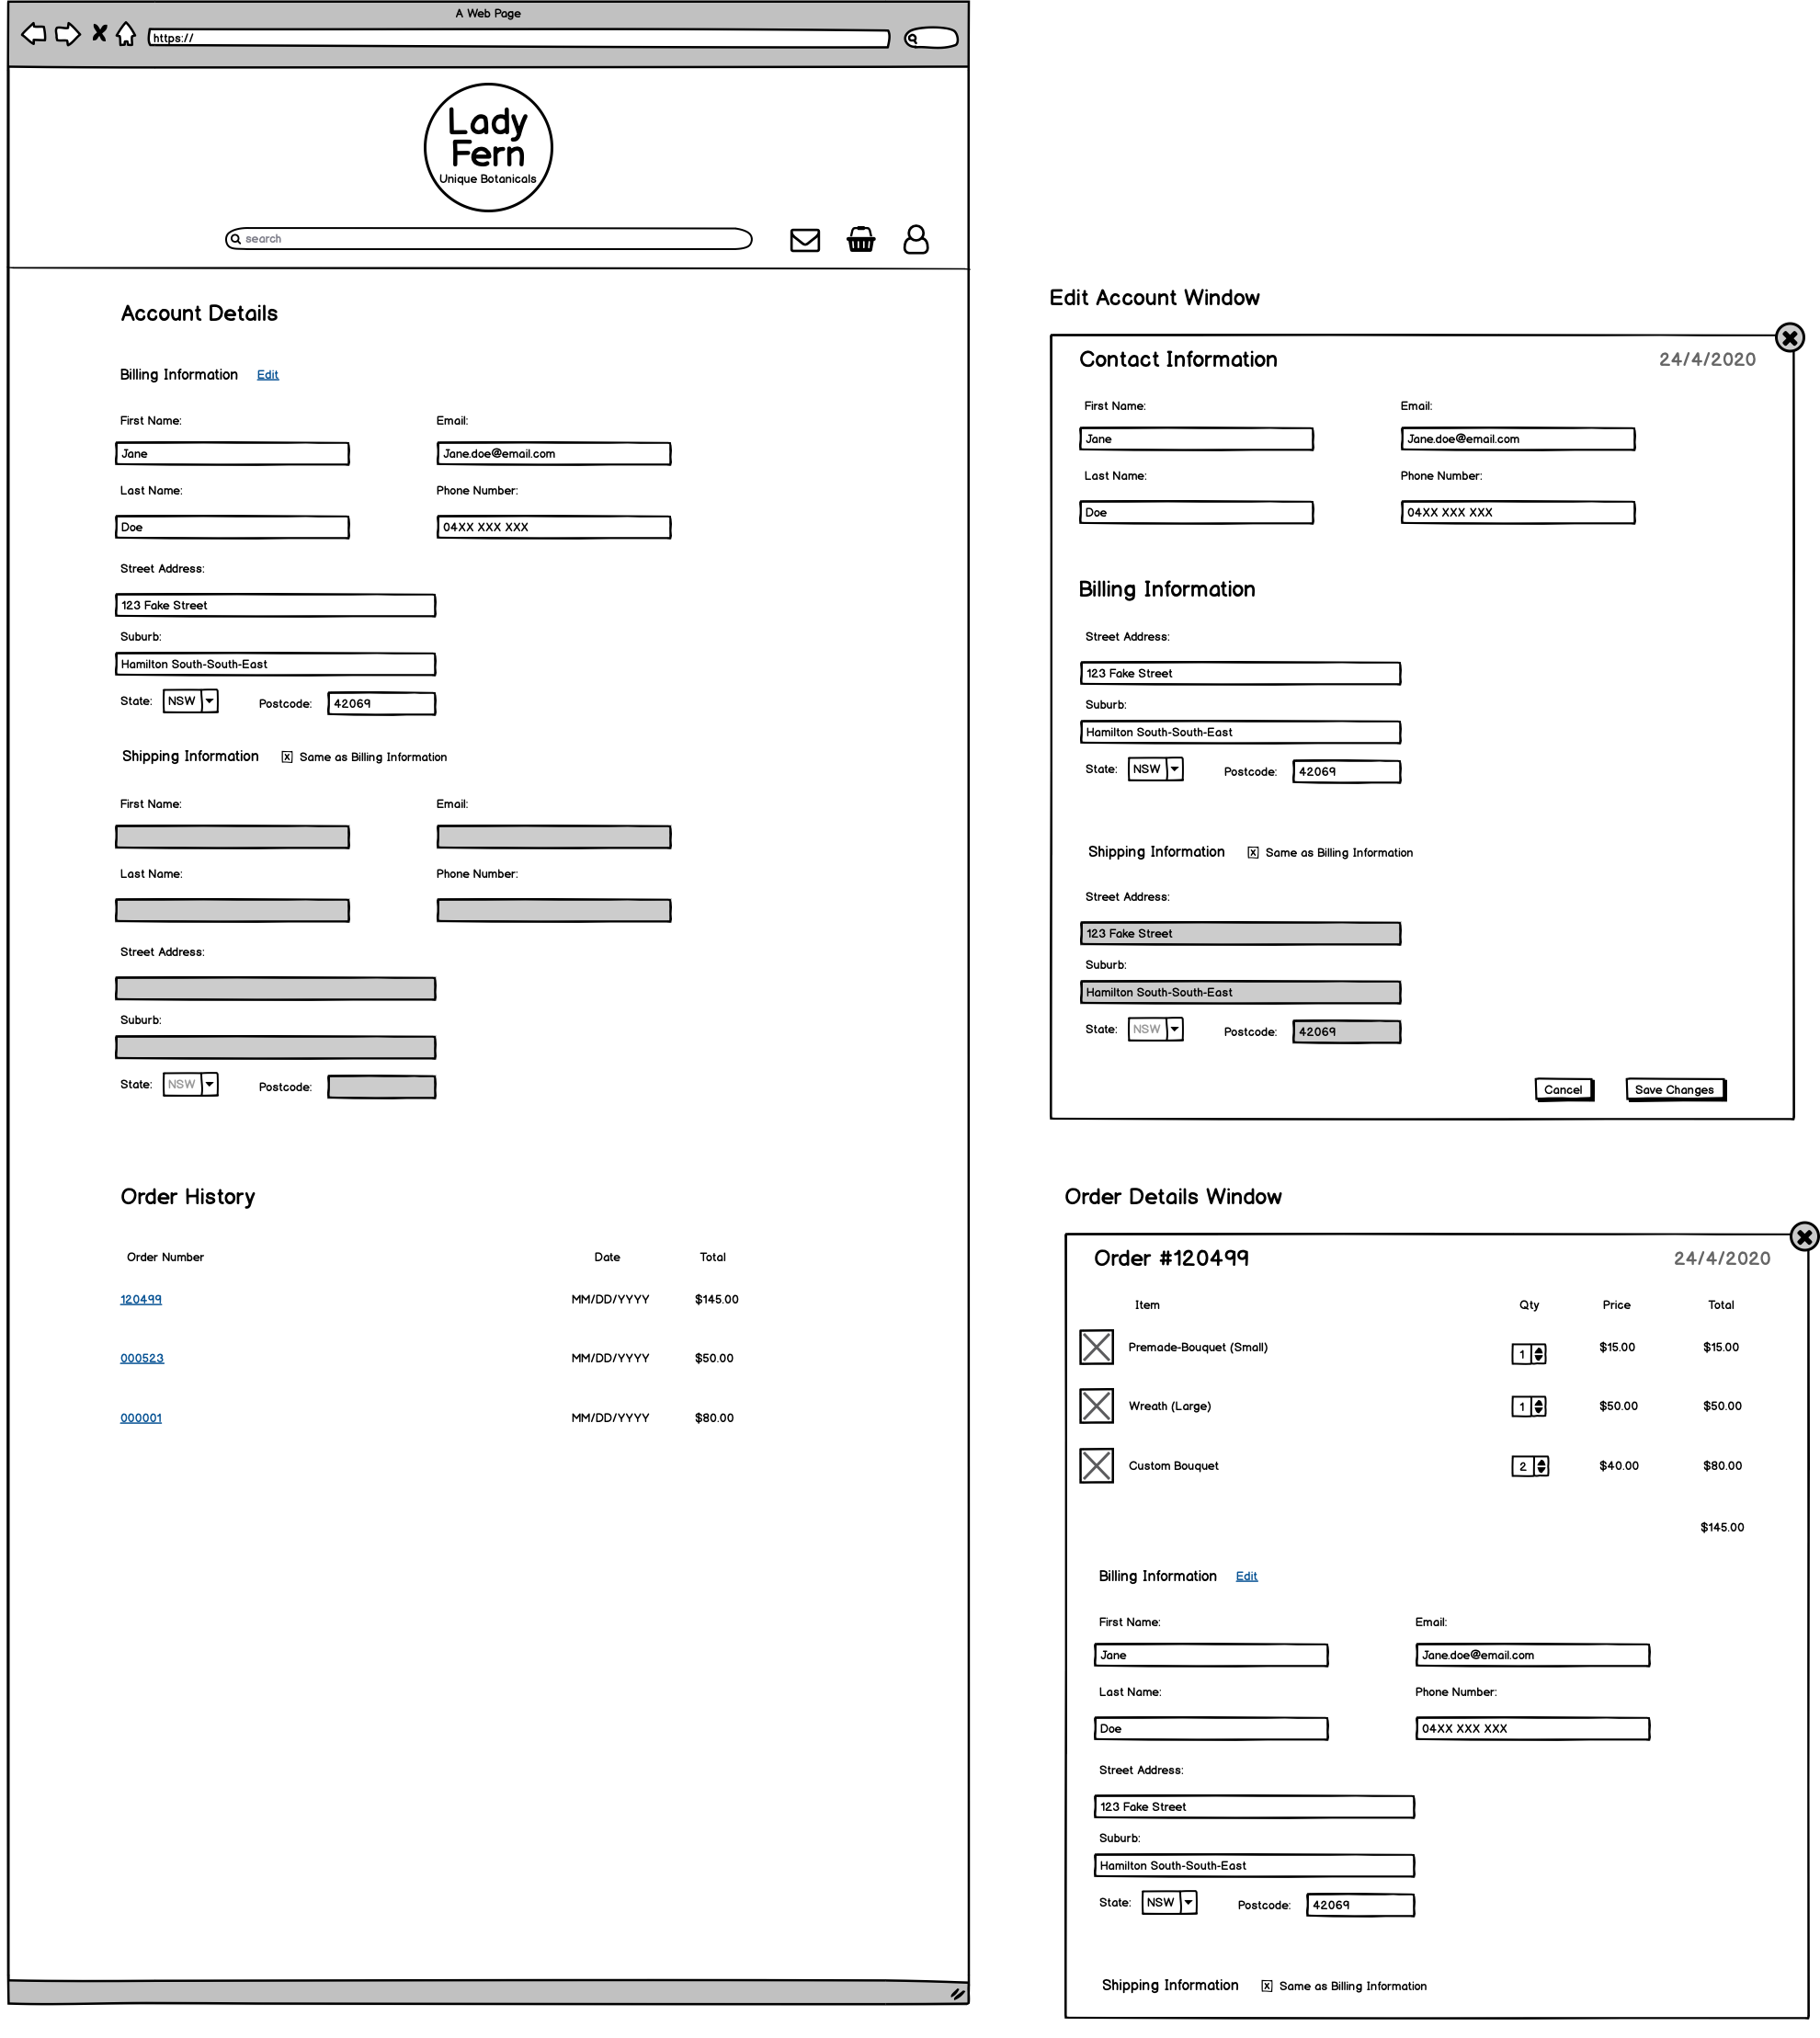 A Web Page
https://
Lady
Fern
Unique Botanicals
search
Account Details
Billing Information Edit
First Name: Email:
Jane Jane.doe@email.com
Last Name: Phone Number:
Doe 04XX XXX XXX
Street Address:
123 Fake Street
Suburb:
Hamilton South-South-East
State: NSW Postcode: 42069
Shipping Information x Same as Billing Information
First Name: Email:
Last Name: Phone Number:
Street Address:
Suburb:
State: NSW Postcode:
Order History
Order Number Date Total
120499 MM/DD/YYYY $145.00
000523 MM/DD/YYYY $50.00
000001 MM/DD/YYYY $80.00
Edit Account Window
Contact Information 24/4/2020
First Name: Email:
Jane Jane.doe@email.com
Last Name: Phone Number:
Doe 04XX XXX XXX
Billing Information
Street Address:
123 Fake Street
Suburb:
Hamilton South-South-East
State: NSW Postcode: 42069
Shipping Information x Same as Billing Information
Street Address:
123 Fake Street
Suburb:
Hamilton South-South-East
State: NSW Postcode: 42069
Cancel Save Changes
Order Details Window
Order #120499 24/4/2020
Item Qty Price Total
Premade-Bouquet (Small) 1 $15.00 $15.00
Wreath (Large) 1 $50.00 $50.00
Custom Bouquet 2 $40.00 $80.00
$145.00
Billing Information Edit
First Name: Email:
Jane Jane.doe@email.com
Last Name: Phone Number:
Doe 04XX XXX XXX
Street Address:
123 Fake Street
Suburb:
Hamilton South-South-East
State: NSW Postcode: 42069
Shipping Information x Same as Billing Information